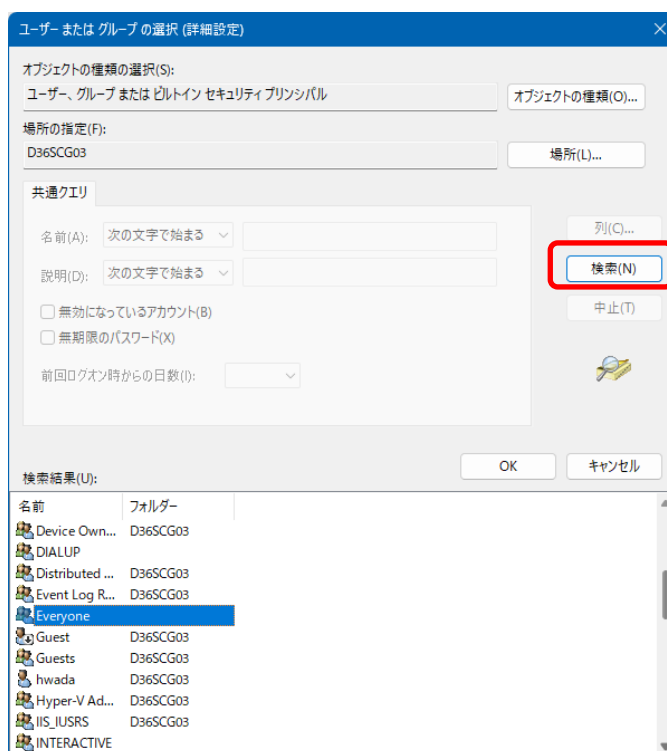 ユーザー または グループ の選択 (詳細設定)
オブジェクトの種類の選択(S):
ユーザー、グループ または ビルトイン セキュリティ プリンシパル
オブジェクトの種類(O)...
場所の指定(F):
D36SCG03
場所(L)...
共通クエリ
名前(A): 次の文字で始まる
列(C)...
説明(D): 次の文字で始まる
検索(N)
無効になっているアカウント(B)
中止(T)
無期限のパスワード(X)
前回ログオン時からの日数(I):
検索結果(U):
OK キャンセル
名前 フォルダー
Device Own... D36SCG03
DIALUP
Distributed ... D36SCG03
Event Log R... D36SCG03
Everyone
Guest D36SCG03
Guests D36SCG03
hwada D36SCG03
Hyper-V Ad... D36SCG03
IIS_IUSRS D36SCG03
INTERACTIVE